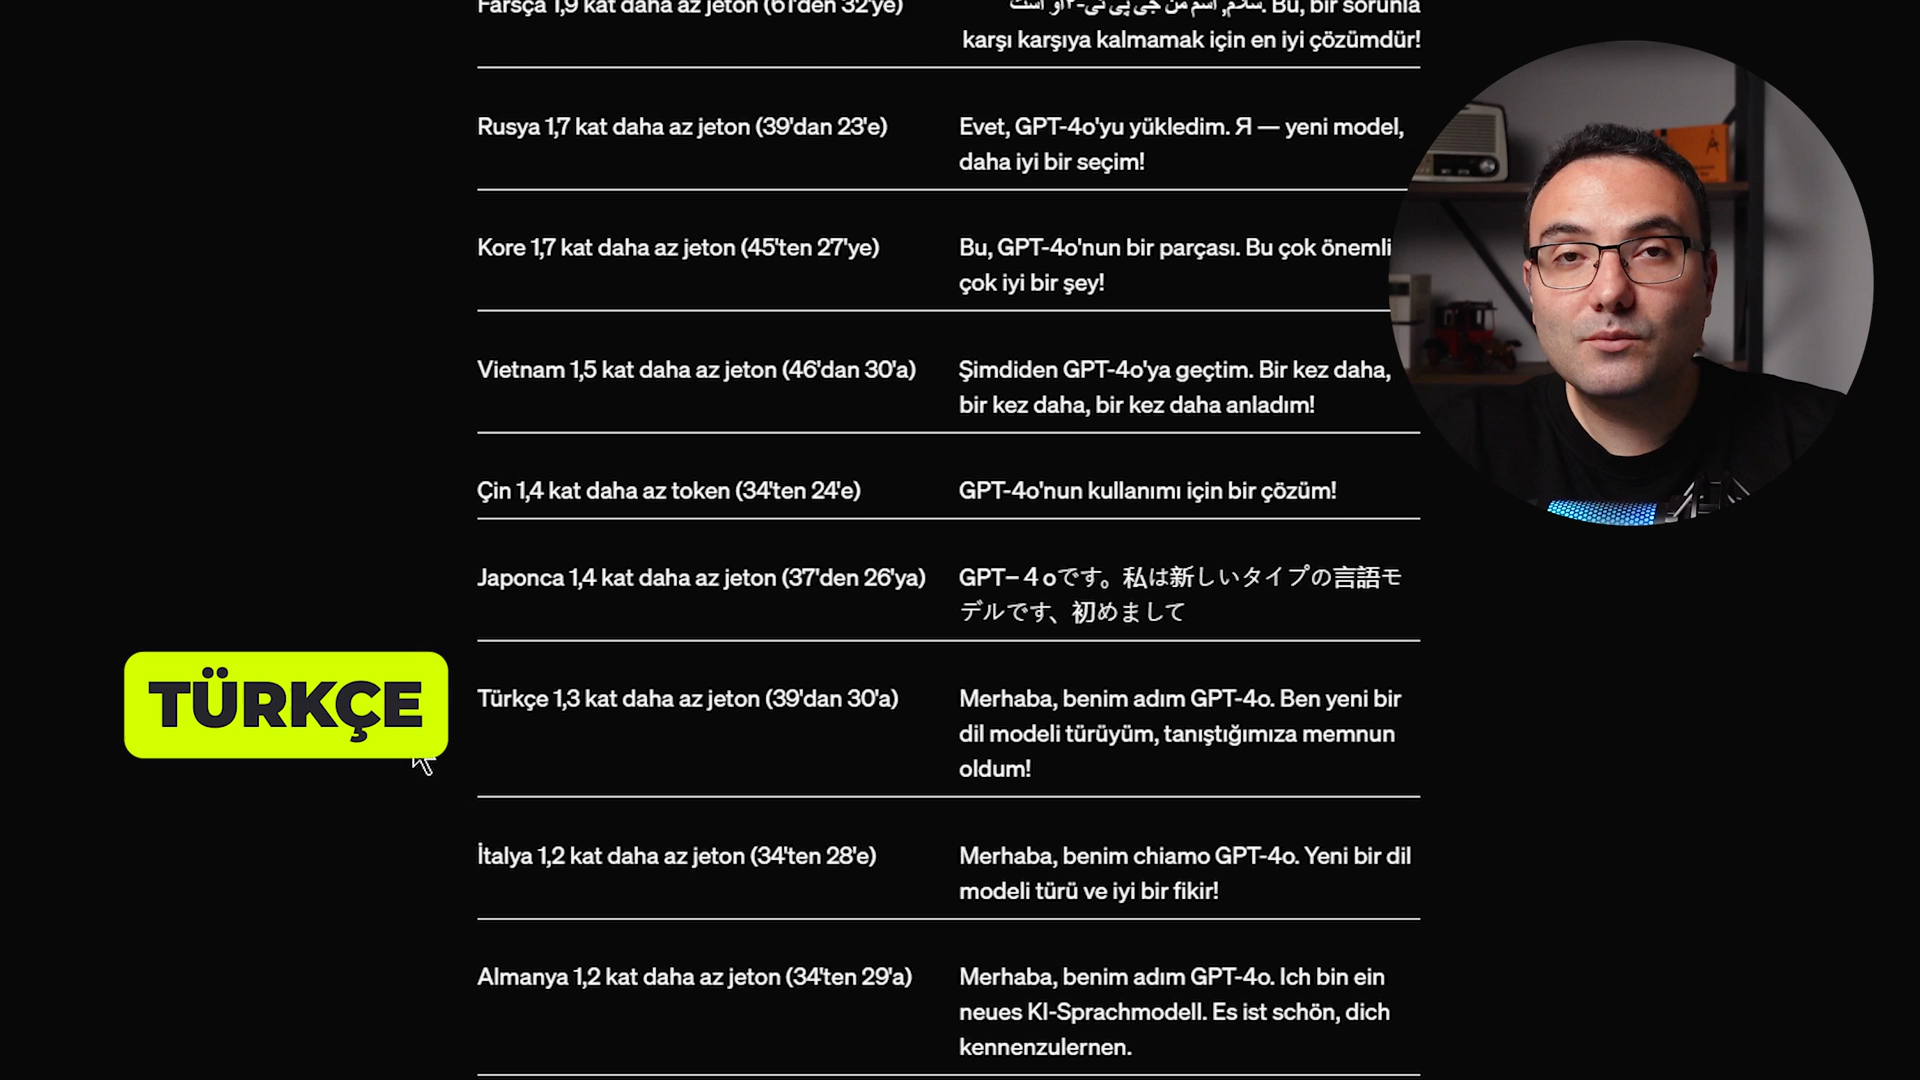 Farsça 1,9 kat daha az jeton (61'den 32'ye)
سلام, اسم من جی پی تی-۴او است. Bu, bir sorunla
karşı karşıya kalmamak için en iyi çözümdür!
Rusya 1,7 kat daha az jeton (39'dan 23'e)
Evet, GPT-4o'yu yükledim. Я — yeni model,
daha iyi bir seçim!
Kore 1,7 kat daha az jeton (45'ten 27'ye)
Bu, GPT-4o'nun bir parçası. Bu çok önemli
çok iyi bir şey!
Vietnam 1,5 kat daha az jeton (46'dan 30'a)
Şimdiden GPT-4o'ya geçtim. Bir kez daha,
bir kez daha, bir kez daha anladım!
Çin 1,4 kat daha az token (34'ten 24'e)
GPT-4o'nun kullanımı için bir çözüm!
Japonca 1,4 kat daha az jeton (37'den 26'ya)
GPT−４oです。私は新しいタイプの言語モ
デルです、初めまして
TÜRKÇE
Türkçe 1,3 kat daha az jeton (39'dan 30'a)
Merhaba, benim adım GPT-4o. Ben yeni bir
dil modeli türüyüm, tanıştığımıza memnun
oldum!
İtalya 1,2 kat daha az jeton (34'ten 28'e)
Merhaba, benim chiamo GPT-4o. Yeni bir dil
modeli türü ve iyi bir fikir!
Almanya 1,2 kat daha az jeton (34'ten 29'a)
Merhaba, benim adım GPT-4o. Ich bin ein
neues KI-Sprachmodell. Es ist schön, dich
kennenzulernen.